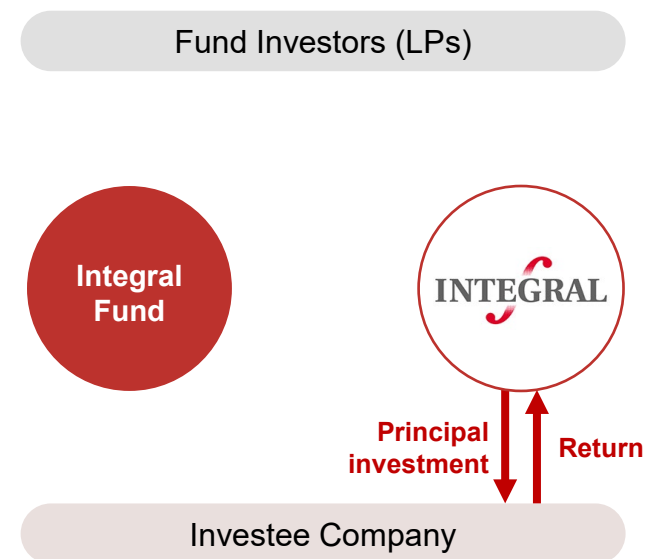 Fund Investors (LPs)
Integral
Fund
INTEGRAL
Principal
investment
Return
Investee Company